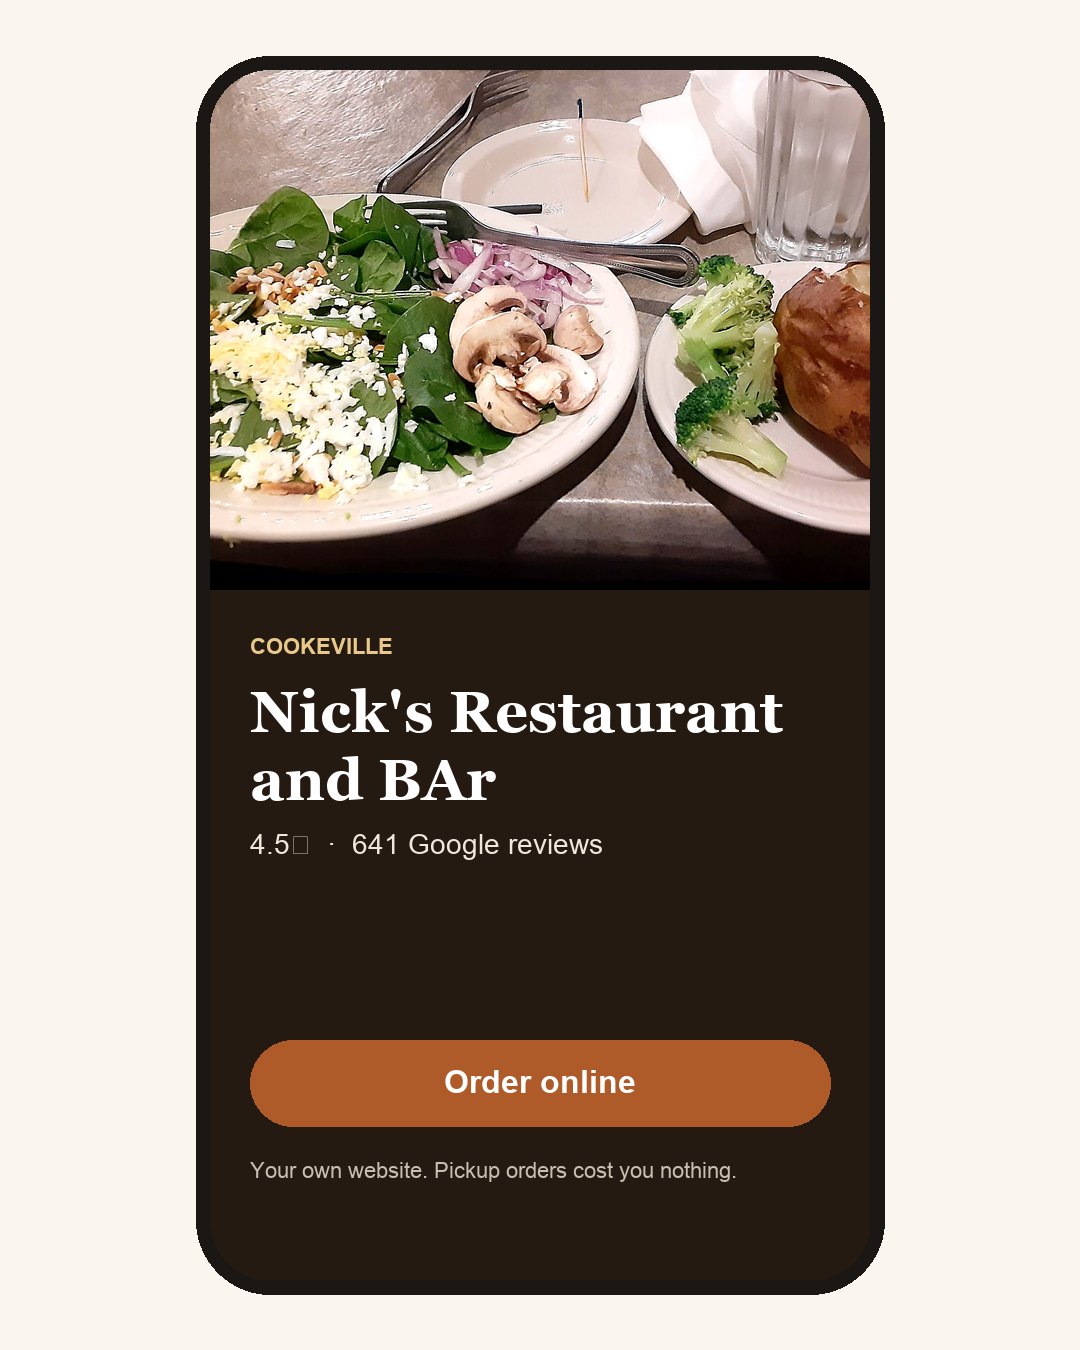 COOKEVILLE
Nick's Restaurant
and BAr
4.5□ · 641 Google reviews
Order online
Your own website. Pickup orders cost you nothing.